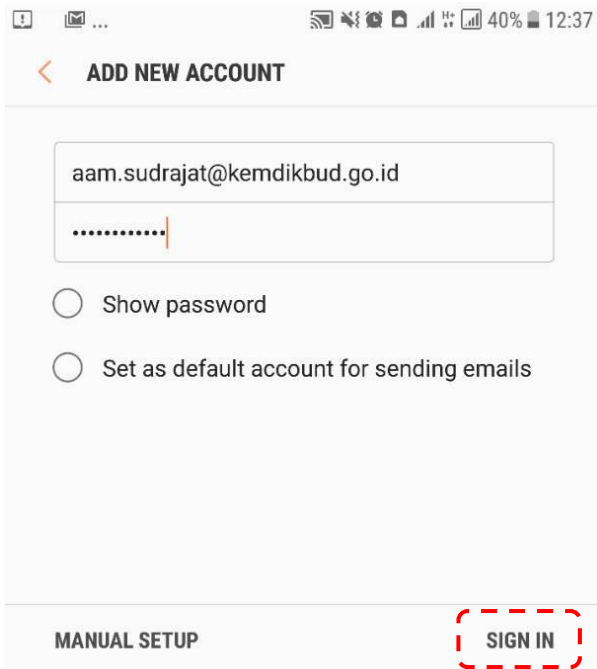 ... 40% 12:37
ADD NEW ACCOUNT
aam.sudrajat@kemdikbud.go.id
••••••••••••
Show password
Set as default account for sending emails
MANUAL SETUP SIGN IN